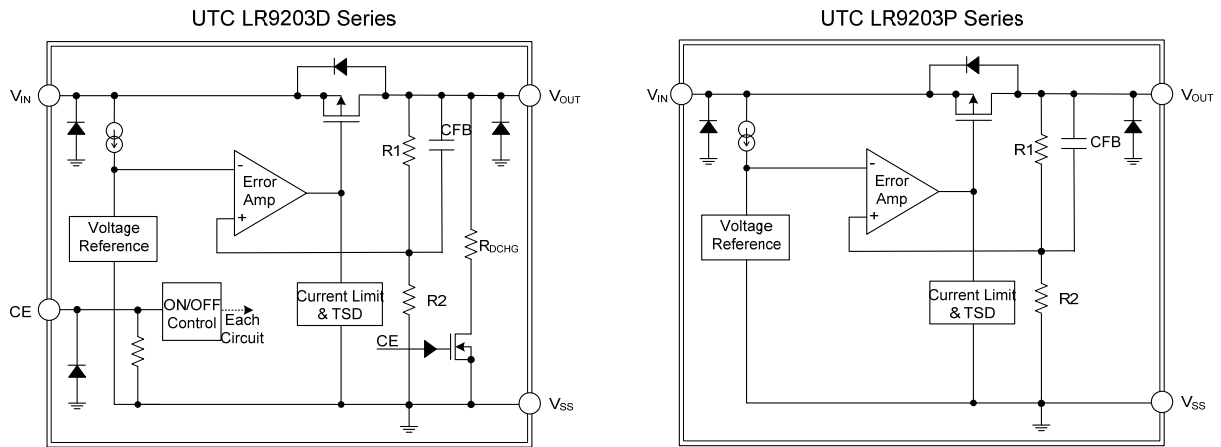 UTC LR9203D Series
VIN
VOUT
CFB
R1
-
Error
Amp
+
Voltage
Reference
RDCHG
CE
ON/OFF
Control
Each
Circuit
Current Limit
& TSD
R2
CE
VSS
UTC LR9203P Series
VIN
VOUT
R1
CFB
-
Error
Amp
+
Voltage
Reference
Current Limit
& TSD
R2
VSS